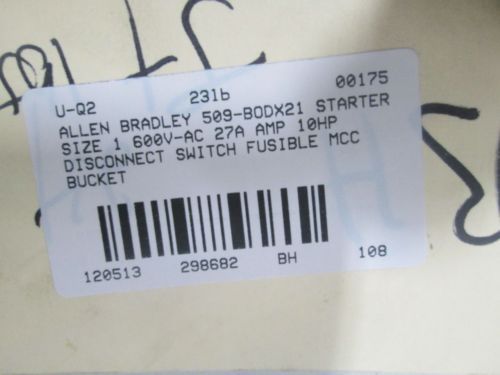 U-Q2 23lb 00175
ALLEN BRADLEY 509-BODX21 STARTER
SIZE 1 600V-AC 27A AMP 10HP
DISCONNECT SWITCH FUSIBLE MCC
BUCKET
120513 298682 BH 108